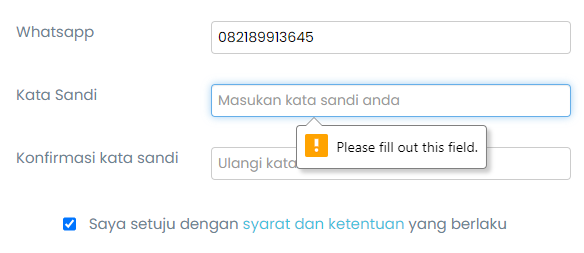 Whatsapp
082189913645
Kata Sandi
Masukan kata sandi anda
Please fill out this field.
Konfirmasi kata sandi
Ulangi kata
Saya setuju dengan syarat dan ketentuan yang berlaku